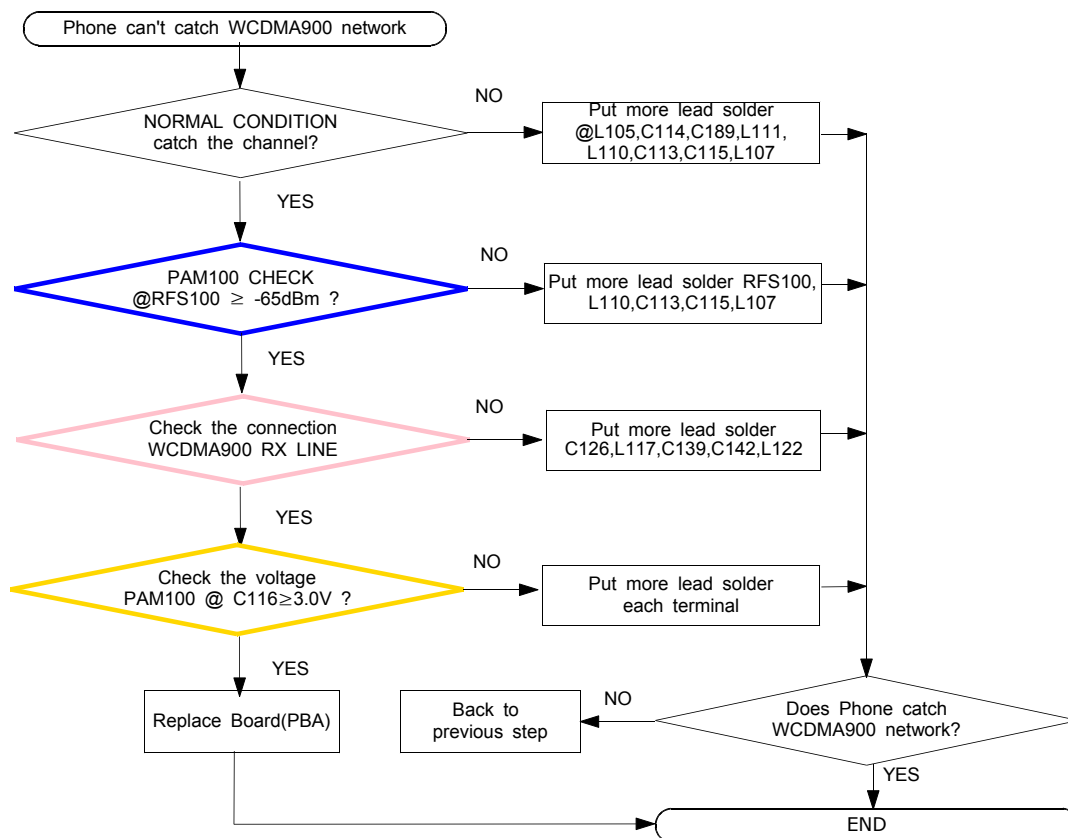 Phone can't catch WCDMA900 network
NORMAL CONDITION
catch the channel?
NO
Put more lead solder
@L105,C114,C189,L111,
L110,C113,C115,L107
YES
PAM100 CHECK
@RFS100 ≥ -65dBm ?
NO
Put more lead solder RFS100,
L110,C113,C115,L107
YES
Check the connection
WCDMA900 RX LINE
NO
Put more lead solder
C126,L117,C139,C142,L122
YES
Check the voltage
PAM100 @ C116≥3.0V ?
NO
Put more lead solder
each terminal
YES
Replace Board(PBA)
Back to
previous step
NO
Does Phone catch
WCDMA900 network?
YES
END